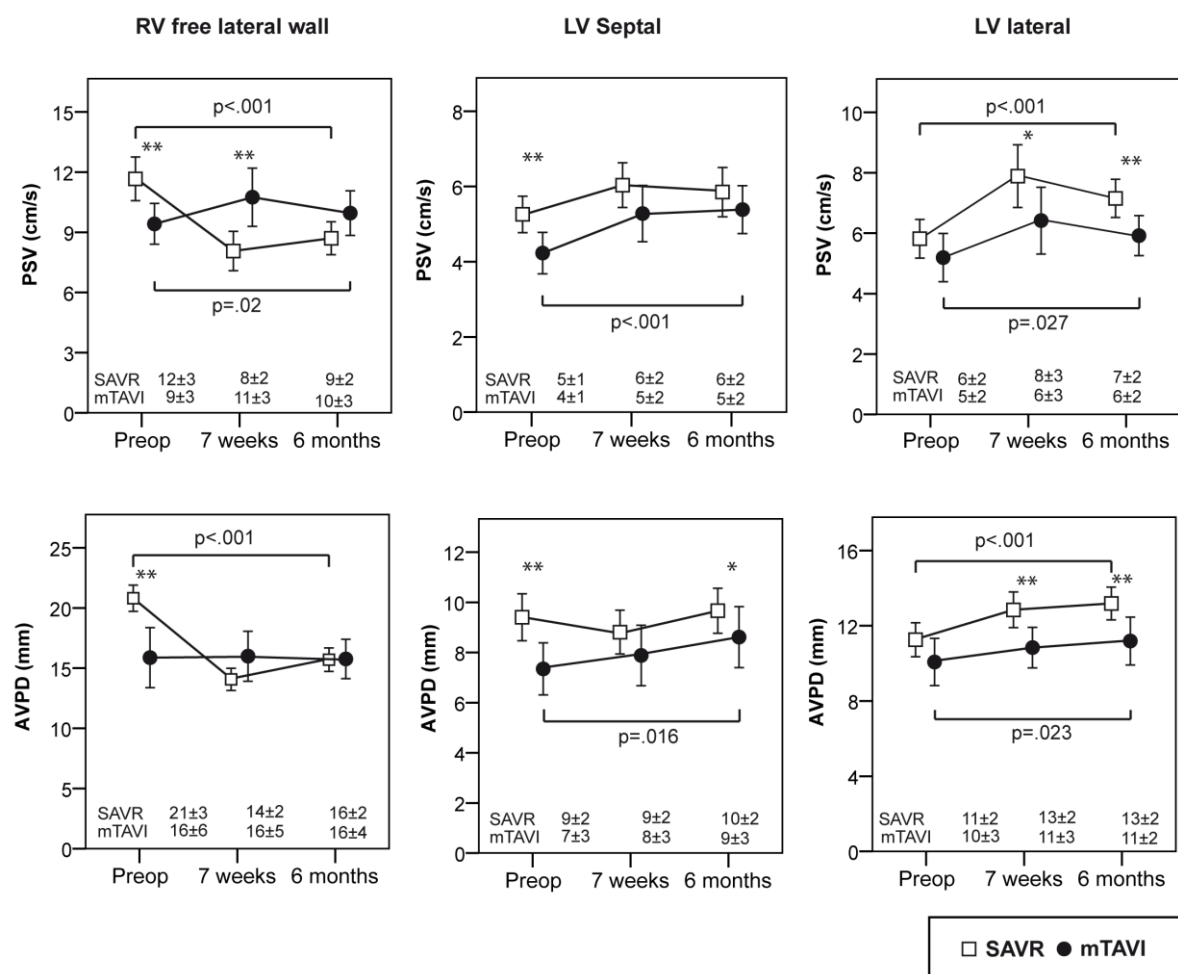 RV free lateral wall
LV Septal
LV lateral
PSV (cm/s)
15
12
9
6
3
0
p<.001
**
**
p=.02
SAVR 12±3 8±2 9±2
mTAVI 9±3 11±3 10±3
Preop 7 weeks 6 months
PSV (cm/s)
8
6
4
2
0
**
p<.001
SAVR 5±1 6±2 6±2
mTAVI 4±1 5±2 5±2
Preop 7 weeks 6 months
PSV (cm/s)
10
8
6
4
2
0
p<.001
*
**
p=.027
SAVR 6±2 8±3 7±2
mTAVI 5±2 6±3 6±2
Preop 7 weeks 6 months
AVPD (mm)
25
20
15
10
5
0
p<.001
**
SAVR 21±3 14±2 16±2
mTAVI 16±6 16±5 16±4
Preop 7 weeks 6 months
AVPD (mm)
12
10
8
6
4
2
0
**
*
p=.016
SAVR 9±2 9±2 10±2
mTAVI 7±3 8±3 9±3
Preop 7 weeks 6 months
AVPD (mm)
16
12
8
4
0
p<.001
**
**
p=.023
SAVR 11±2 13±2 13±2
mTAVI 10±3 11±3 11±2
Preop 7 weeks 6 months
SAVR mTAVI